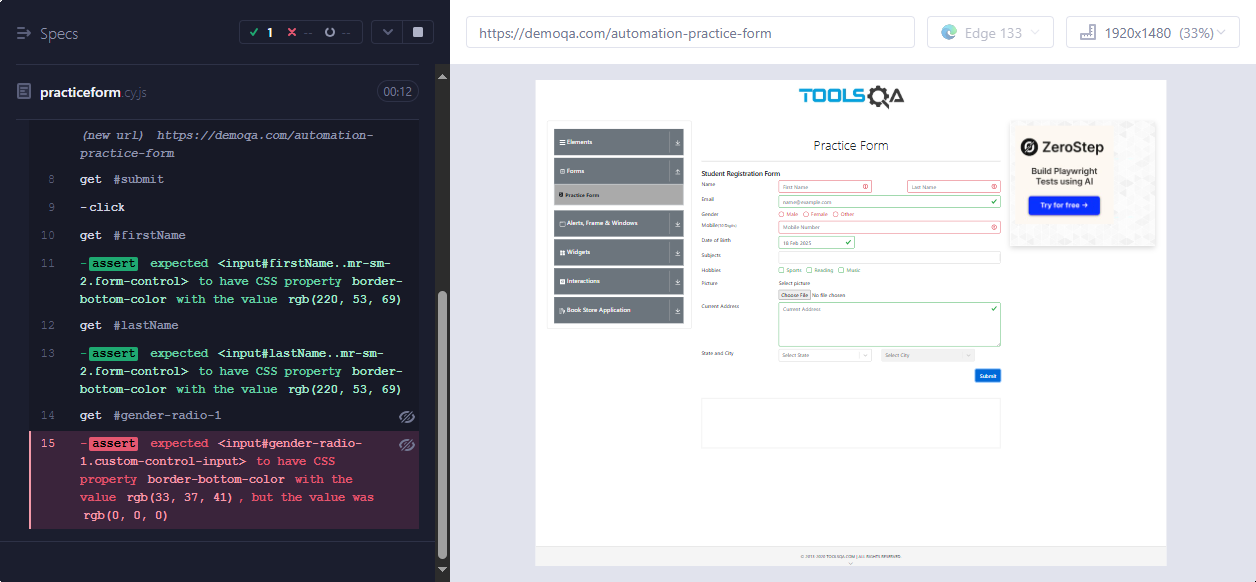 Specs
1
--
--
practiceform.cy.js
00:12
(new url) https://demoqa.com/automation-
practice-form
8 get #submit
9 -click
10 get #firstName
11 -assert expected <input#firstName..mr-sm-
2.form-control> to have CSS property border-
bottom-color with the value rgb(220, 53, 69)
12 get #lastName
13 -assert expected <input#lastName..mr-sm-
2.form-control> to have CSS property border-
bottom-color with the value rgb(220, 53, 69)
14 get #gender-radio-1
15 -assert expected <input#gender-radio-
1.custom-control-input> to have CSS
property border-bottom-color with the
value rgb(33, 37, 41) , but the value was
rgb(0, 0, 0)
https://demoqa.com/automation-practice-form
Edge 133
1920x1480 (33%)
TOOLSQA
Elements
Forms
Practice Form
Alerts, Frame & Windows
Widgets
Interactions
Book Store Application
Practice Form
Student Registration Form
Name
First Name
Last Name
Email
name@example.com
Gender
Male
Female
Other
Mobile(10 Digits)
Mobile Number
Date of Birth
18 Feb 2025
Subjects
Hobbies
Sports
Reading
Music
Picture
Select picture
Choose File No file chosen
Current Address
Current Address
State and City
Select State
Select City
Submit
ZeroStep
Build Playwright
Tests using AI
Try for free →
© 2013-2020 TOOLSQA.COM | ALL RIGHTS RESERVED.